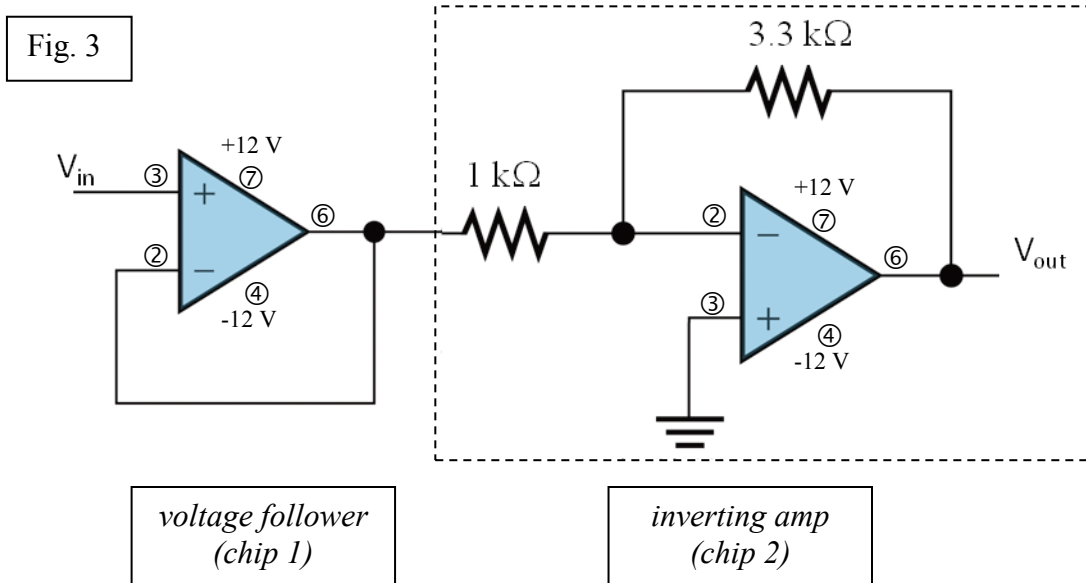 Fig. 3
3.3 kΩ
+12 V
V_in
③
⑦
1 kΩ
+12 V
+
⑥
②
⑦
②
−
−
⑥
V_out
④
③
-12 V
+
④
-12 V
voltage follower
(chip 1)
inverting amp
(chip 2)